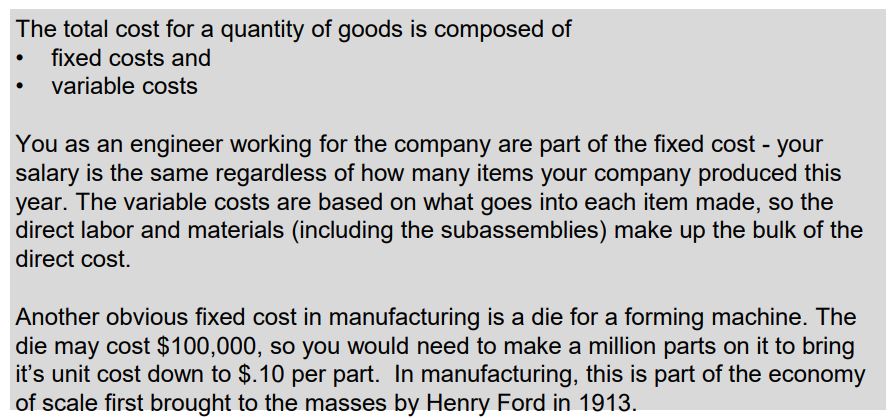 The total cost for a quantity of goods is composed of
• fixed costs and
• variable costs
You as an engineer working for the company are part of the fixed cost - your
salary is the same regardless of how many items your company produced this
year. The variable costs are based on what goes into each item made, so the
direct labor and materials (including the subassemblies) make up the bulk of the
direct cost.
Another obvious fixed cost in manufacturing is a die for a forming machine. The
die may cost $100,000, so you would need to make a million parts on it to bring
it’s unit cost down to $.10 per part.  In manufacturing, this is part of the economy
of scale first brought to the masses by Henry Ford in 1913.